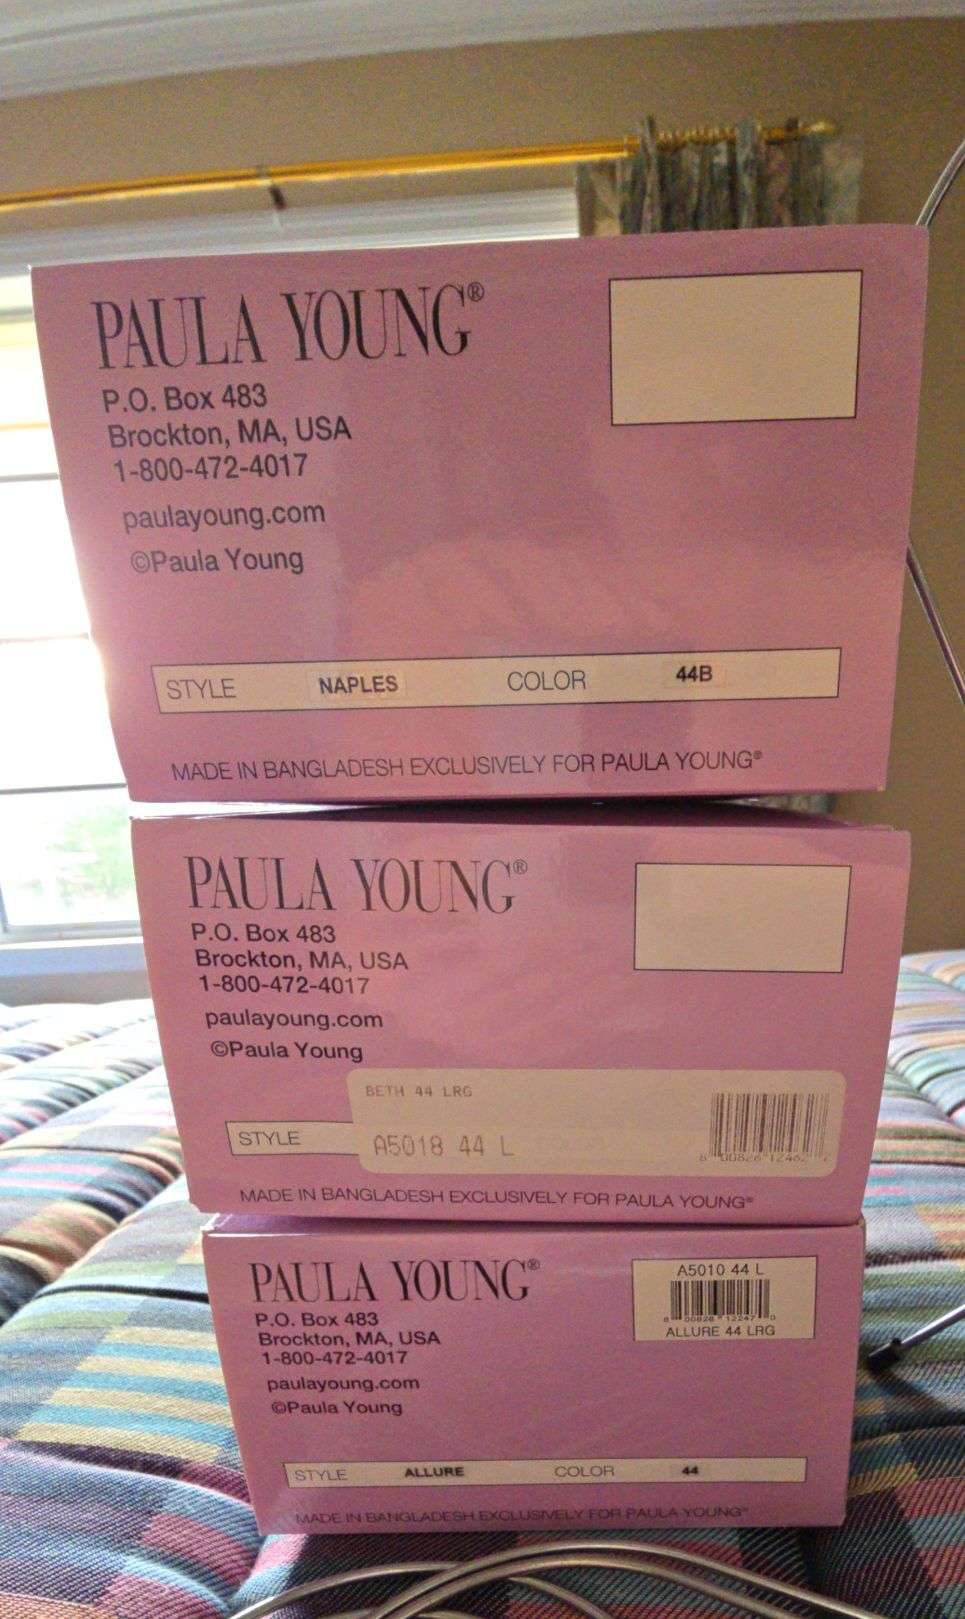 PAULA YOUNG®
P.O. Box 483
Brockton, MA, USA
1-800-472-4017
paulayoung.com
©Paula Young
STYLE NAPLES COLOR 44B
MADE IN BANGLADESH EXCLUSIVELY FOR PAULA YOUNG®
PAULA YOUNG®
P.O. Box 483
Brockton, MA, USA
1-800-472-4017
paulayoung.com
©Paula Young
BETH 44 LRG
STYLE
A5018 44 L
MADE IN BANGLADESH EXCLUSIVELY FOR PAULA YOUNG®
PAULA YOUNG®
P.O. Box 483
Brockton, MA, USA
1-800-472-4017
paulayoung.com
©Paula Young
A5010 44 L
8 00826 12247 0
ALLURE 44 LRG
STYLE ALLURE COLOR 44
MADE IN BANGLADESH EXCLUSIVELY FOR PAULA YOUNG®